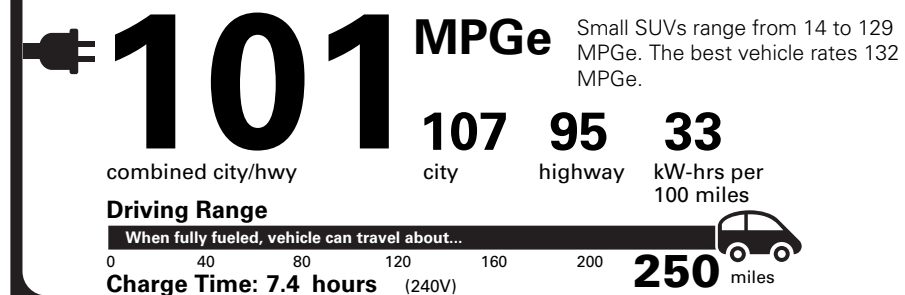 101 MPGe
Small SUVs range from 14 to 129
MPGe. The best vehicle rates 132
MPGe.
107 95 33
combined city/hwy city highway kW-hrs per
100 miles
Driving Range
When fully fueled, vehicle can travel about...
0 40 80 120 160 200 250 miles
Charge Time: 7.4 hours (240V)